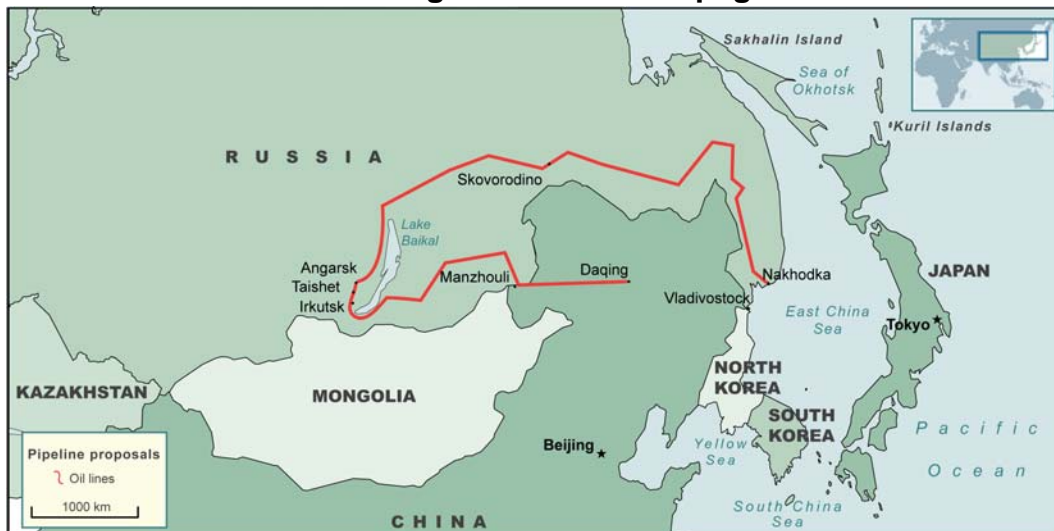 Sakhalin Island
Sea of
Okhotsk
Kuril Islands
RUSSIA
Skovorodino
Lake
Baikal
Angarsk
Taishet
Irkutsk
Manzhouli
Daqing
Nakhodka
Vladivostock
JAPAN
East China
Sea
Tokyo
KAZAKHSTAN
MONGOLIA
NORTH
KOREA
SOUTH
KOREA
Beijing
Yellow
Sea
Pacific
Ocean
South China
Sea
CHINA
Pipeline proposals
Oil lines
1000 km